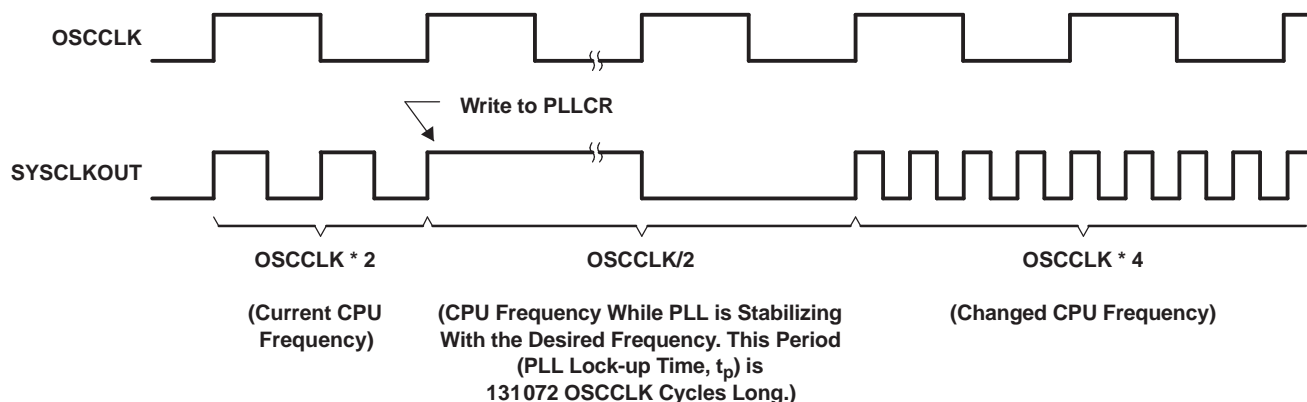 OSCCLK
Write to PLLCR
SYSCLKOUT
OSCCLK * 2
OSCCLK/2
OSCCLK * 4
(Current CPU
Frequency)
(CPU Frequency While PLL is Stabilizing
With the Desired Frequency. This Period
(PLL Lock-up Time, tp) is
131072 OSCCLK Cycles Long.)
(Changed CPU Frequency)